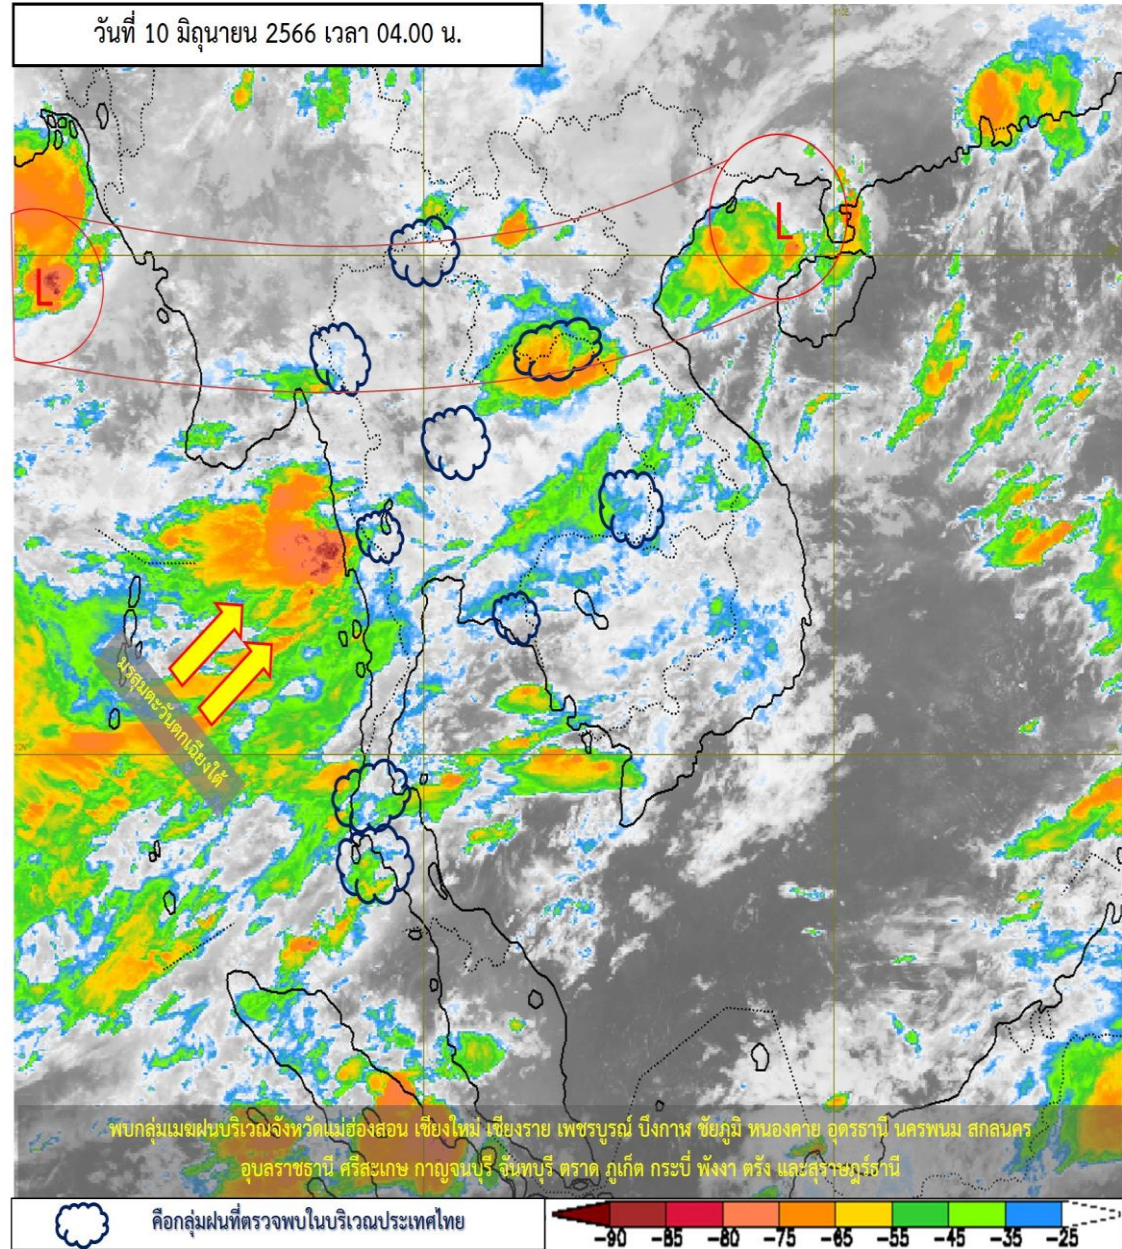 วันที่ 10 มิถุนายน 2566 เวลา 04.00 น.
L
L
มรสุมตะวันตกเฉียงใต้
12N
พบกลุ่มเมฆฝนบริเวณจังหวัดแม่ฮ่องสอน เชียงใหม่ เชียงราย เพชรบูรณ์ บึงกาฬ ชัยภูมิ หนองคาย อุดรธานี นครพนม สกลนคร
อุบลราชธานี ศรีสะเกษ กาญจนบุรี จันทบุรี ตราด ภูเก็ต กระบี่ พังงา ตรัง และสุราษฎร์ธานี
คือกลุ่มฝนที่ตรวจพบในบริเวณประเทศไทย
-90 -85 -80 -75 -70 -65 -60 -55 -45 -35 -25